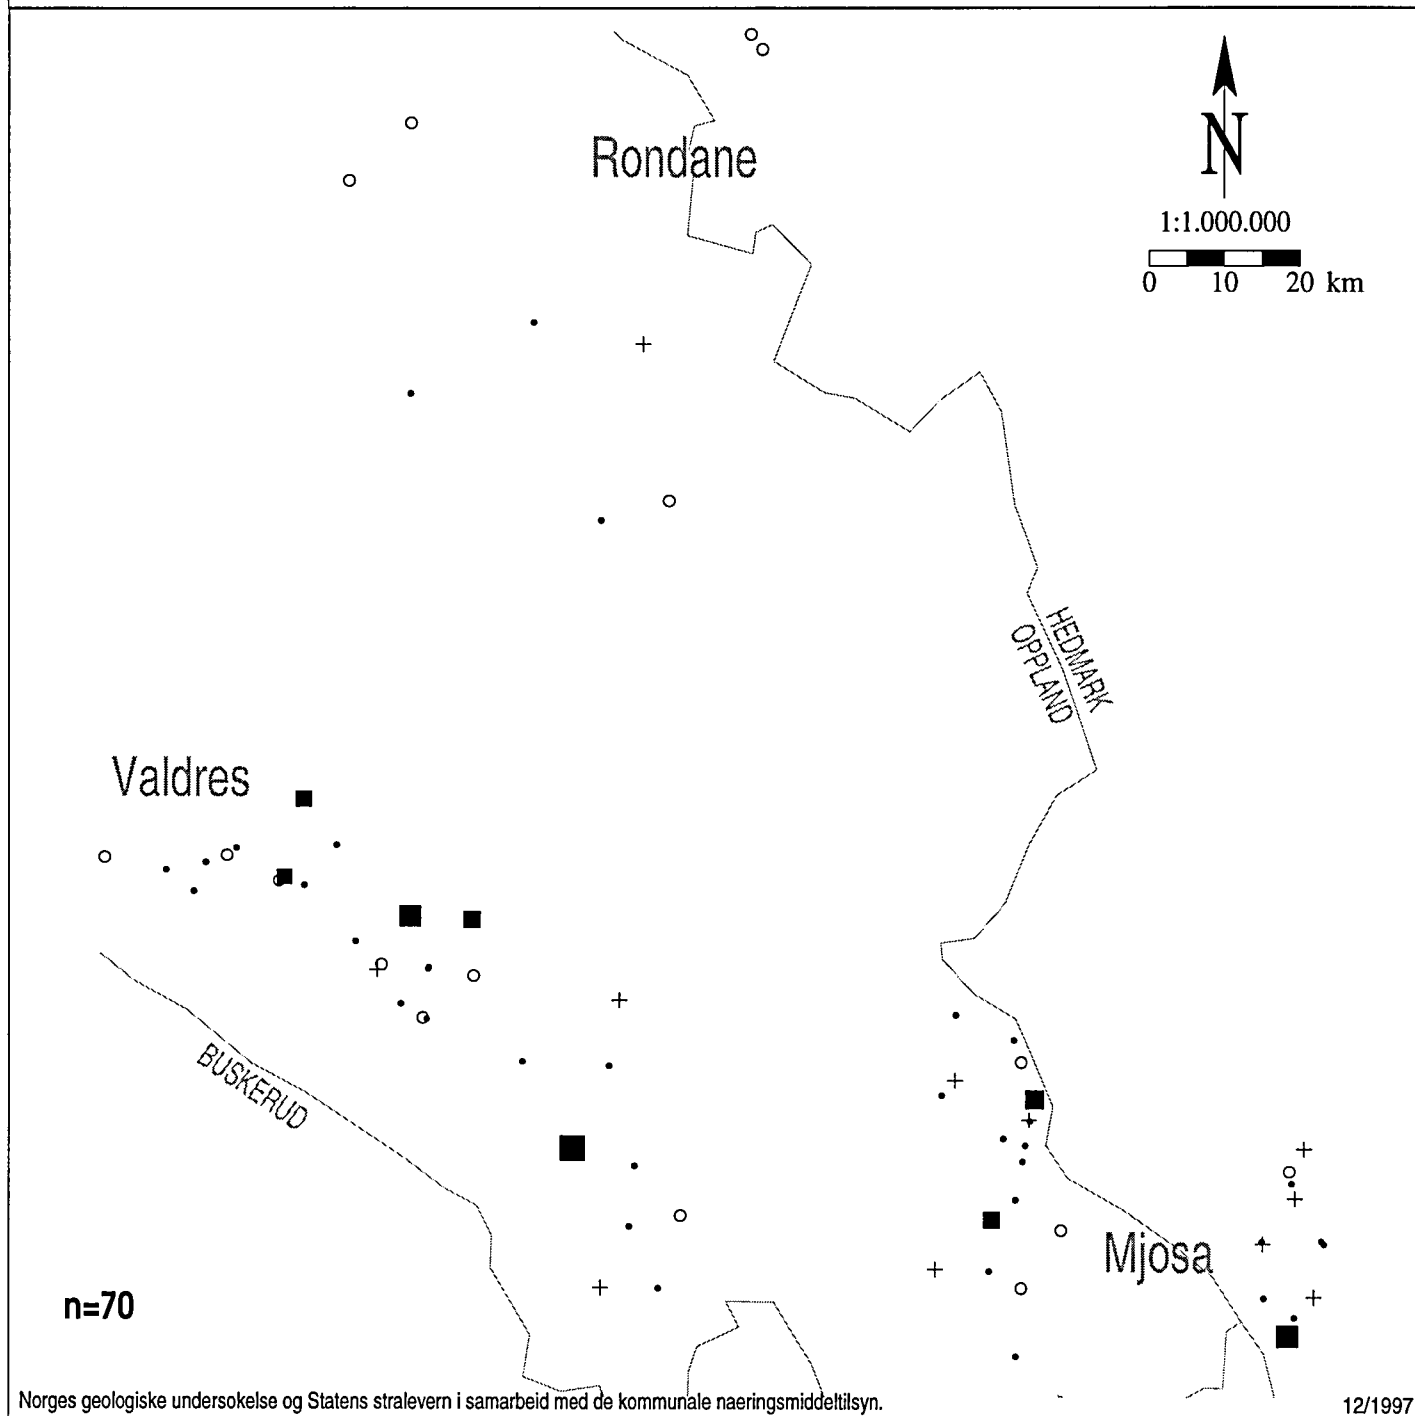 Rondane
N
1:1.000.000
0 10 20 km
HEDMARK
OPPLAND
Valdres
BUSKERUD
Mjosa
n=70
Norges geologiske undersokelse og Statens stralevern i samarbeid med de kommunale naeringsmiddeltilsyn.
12/1997